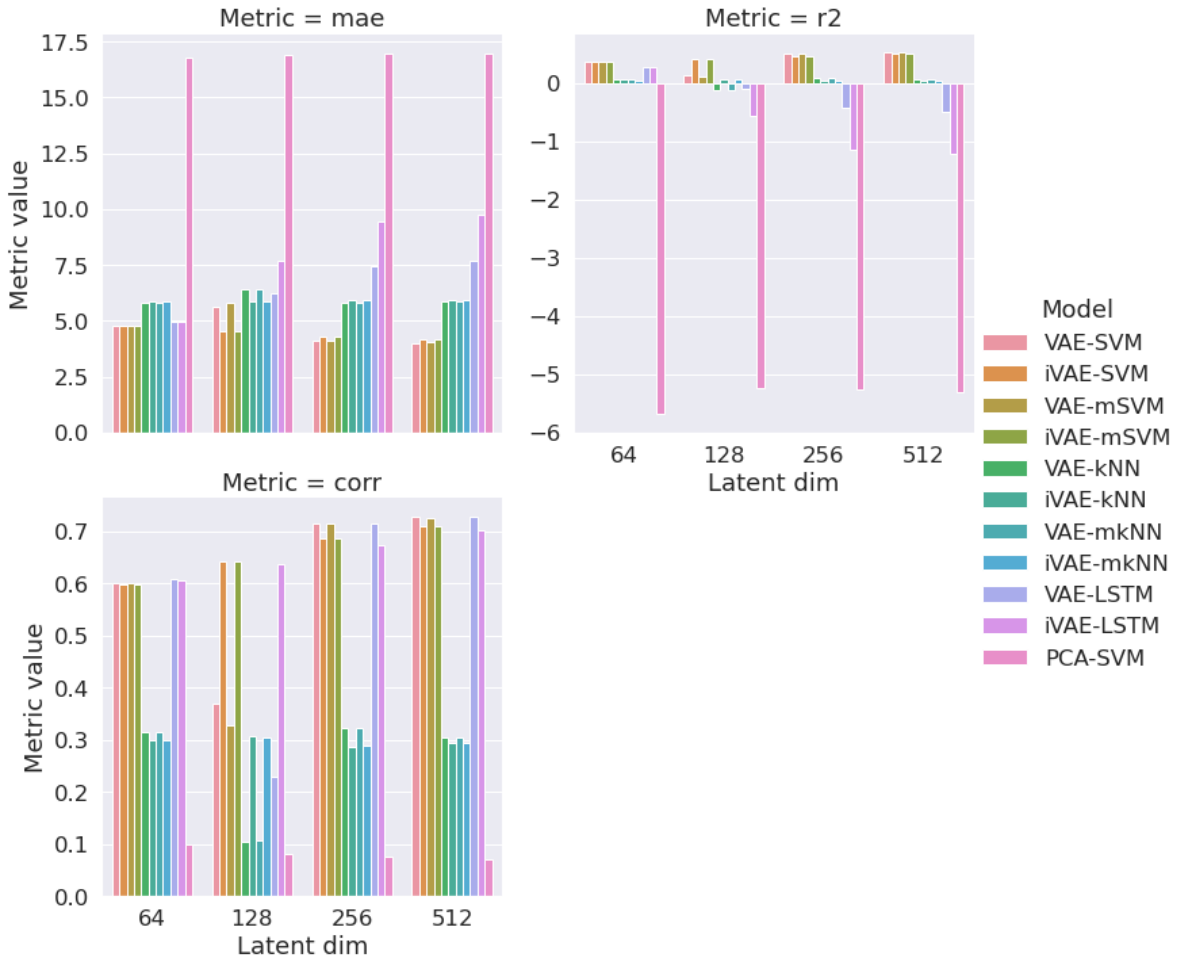 Metric = mae
17.5
15.0
12.5
10.0
7.5
5.0
2.5
0.0
Metric value
Metric = r2
0
−1
−2
−3
−4
−5
−6
64 128 256 512
Latent dim
Metric = corr
0.7
0.6
0.5
0.4
0.3
0.2
0.1
0.0
Metric value
64 128 256 512
Latent dim
Model
VAE-SVM
iVAE-SVM
VAE-mSVM
iVAE-mSVM
VAE-kNN
iVAE-kNN
VAE-mkNN
iVAE-mkNN
VAE-LSTM
iVAE-LSTM
PCA-SVM